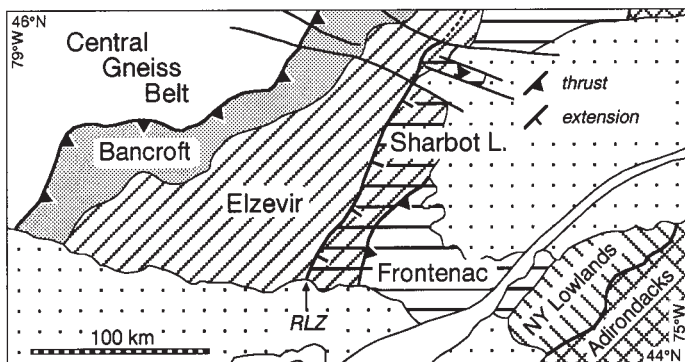 46°N
79°W
Central
Gneiss
Belt
thrust
extension
Bancroft
Sharbot L.
Elzevir
Frontenac
NY Lowlands
Adirondacks
RLZ
100 km
75°W
44°N